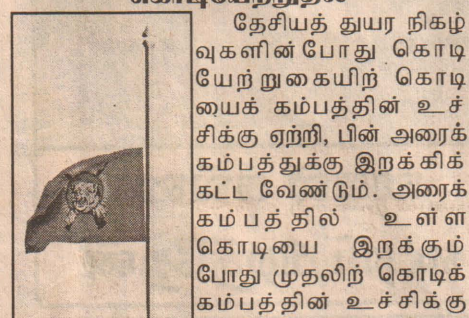 கொடியேற்றுதல்
தேசியத் துயர நிகழ்
வுகளின்போது கொடி
யேற்றுகையிற் கொடி
யைக் கம்பத்தின் உச்
சிக்கு ஏற்றி, பின் அரைக்
கம்பத்துக்கு இறக்கிக்
கட்ட வேண்டும். அரைக்
கம்பத்தில் உள்ள
கொடியை இறக்கும்
போது முதலிற் கொடிக்
கம்பத்தின் உச்சிக்கு